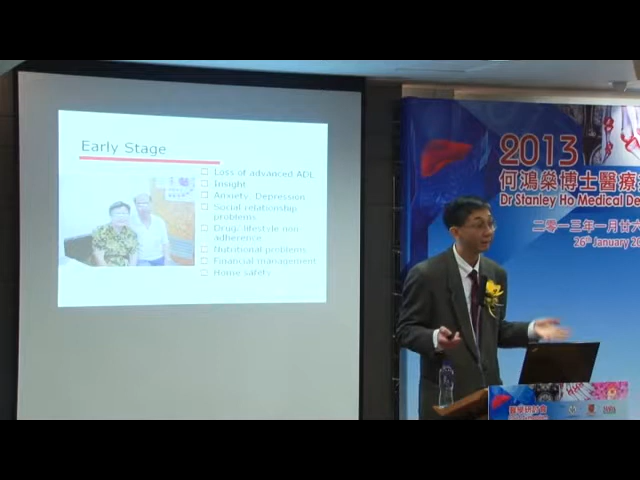 Early Stage
Loss of advanced ADL
Insight
Anxiety, Depression
Social relationship
problems
Drug, lifestyle non
adherence
Nutritional problems
Financial management
Home safety
2013
何鴻燊博士醫療
Dr Stanley Ho Medical De
二零一三年一月廿六
26th January 20